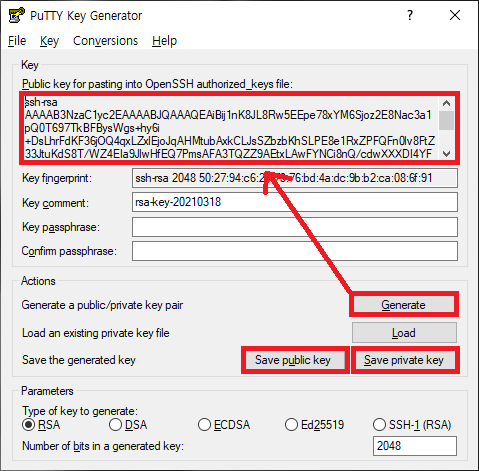 PuTTY Key Generator
File Key Conversions Help
Key
Public key for pasting into OpenSSH authorized_keys file:
ssh-rsa
AAAAB3NzaC1yc2EAAAABJQAAAQEAiBij1nK8JL8Rw5EEpe78xYM6Sjoz2E8Nac3a1
pQ0T697TkBFBysWgs+hy6i
+DsLhrFdKF36jOQ4qxLZxlEjoJqAHMtubAxkCLJsSZbzbKhSLPE8e1RxZPFQFn0lv8FtZ
33JtuKdS8T/WZ4Ela9JlwHfEQ7PmsAFA3TQZZ9AEtxLAwFYNCi8nQ/cdwXXXDI4YF
Key fingerprint: ssh-rsa 2048 50:27:94:c6:76:bd:4a:dc:9b:b2:ca:08:6f:91
Key comment: rsa-key-20210318
Key passphrase:
Confirm passphrase:
Actions
Generate a public/private key pair Generate
Load an existing private key file Load
Save the generated key Save public key Save private key
Parameters
Type of key to generate:
RSA DSA ECDSA Ed25519 SSH-1 (RSA)
Number of bits in a generated key: 2048